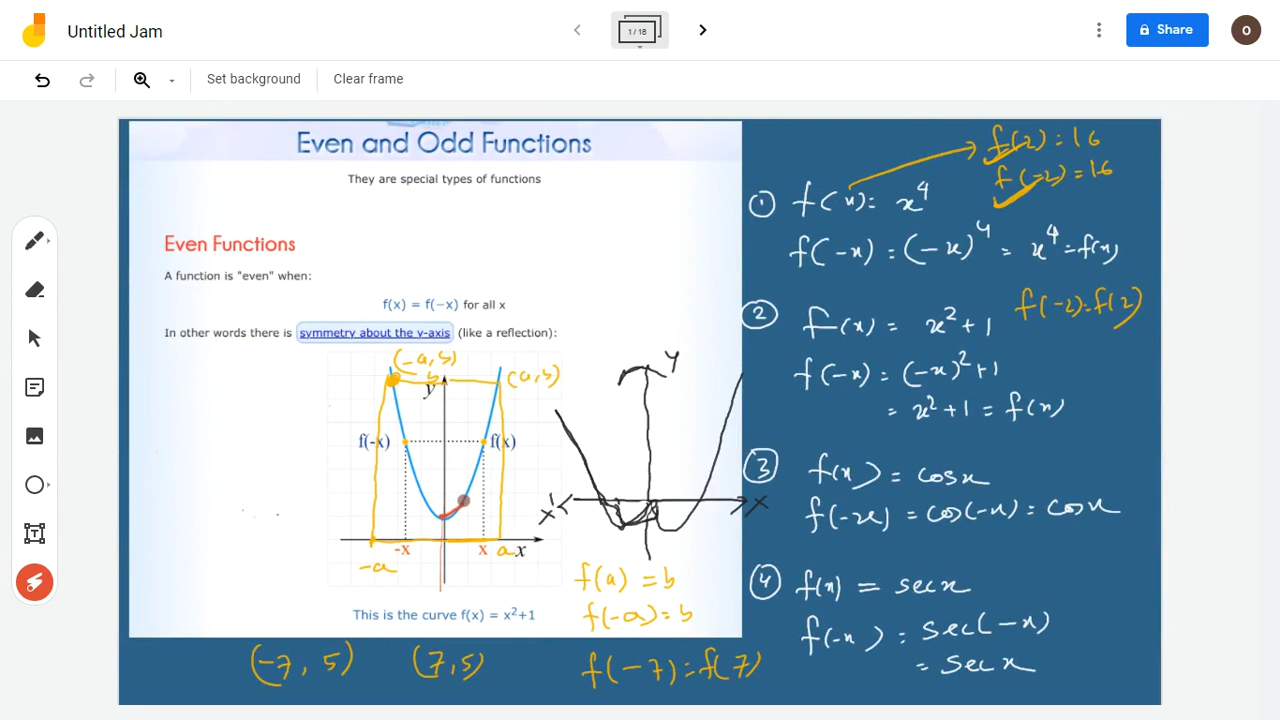 Untitled Jam
1 / 18
Share
O
Set background
Clear frame
Even and Odd Functions
They are special types of functions
Even Functions
A function is "even" when:
f(x) = f(−x) for all x
In other words there is symmetry about the y-axis (like a reflection):
(-a, b)
b
(a, b)
y
f(-x)
f(x)
-x
x
a
x
-a
This is the curve f(x) = x²+1
Y
X'
X
f(a) = b
f(-a) = b
(-7, 5)
(7, 5)
f(-7) = f(7)
f(2) = 16
f(-2) = 16
① f(x) = x⁴
f(-x) = (-x)⁴ = x⁴ = f(x)
f(-2) = f(2)
② f(x) = x² + 1
f(-x) = (-x)² + 1
= x² + 1 = f(x)
③ f(x) = cos x
f(-x) = cos(-x) = cos x
④ f(x) = sec x
f(-x) = sec(-x)
= sec x